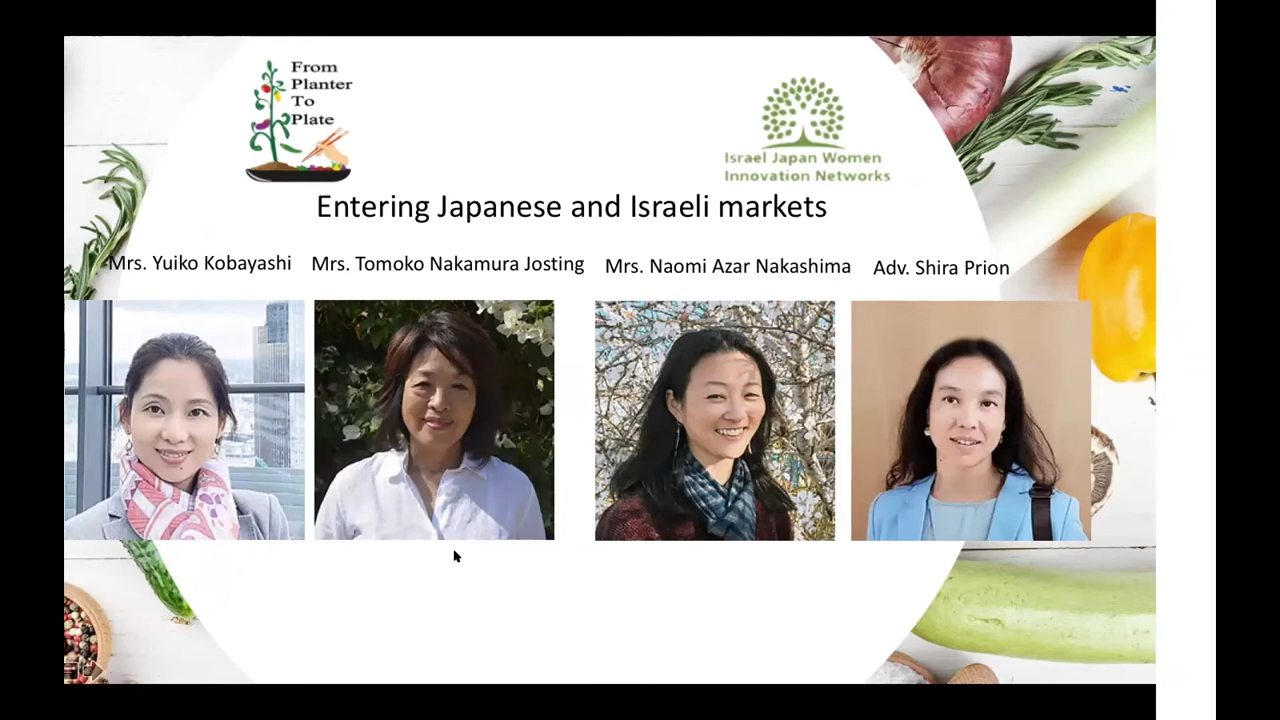 From
Planter
To
Plate
Israel Japan Women
Innovation Networks
Entering Japanese and Israeli markets
Mrs. Yuiko Kobayashi
Mrs. Tomoko Nakamura Josting
Mrs. Naomi Azar Nakashima
Adv. Shira Prion